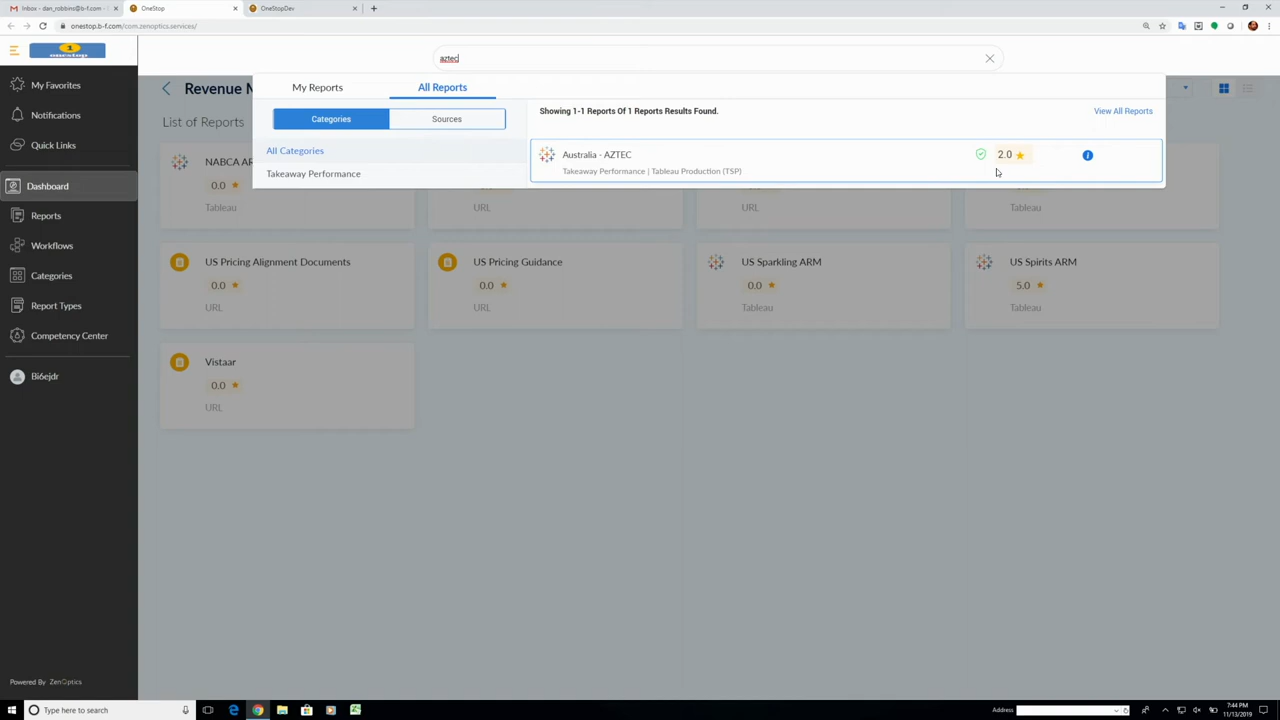 Inbox - dan_robbins@b-f.com -
OneStop
OneStopDev
onestop.b-f.com/com.zenoptics.services/
1
onestop
aztec
My Favorites
Notifications
Quick Links
Dashboard
Reports
Workflows
Categories
Report Types
Competency Center
Bi6ejdr
Powered By ZenOptics
Revenue M
List of Reports
My Reports
All Reports
Categories
Sources
All Categories
Takeaway Performance
Showing 1-1 Reports Of 1 Reports Results Found.
View All Reports
Australia - AZTEC
2.0
Takeaway Performance | Tableau Production (TSP)
NABCA AR
0.0
Tableau
URL
URL
Tableau
US Pricing Alignment Documents
0.0
URL
US Pricing Guidance
0.0
URL
US Sparkling ARM
0.0
Tableau
US Spirits ARM
5.0
Tableau
Vistaar
0.0
URL
Type here to search
Address
7:44 PM
11/13/2019